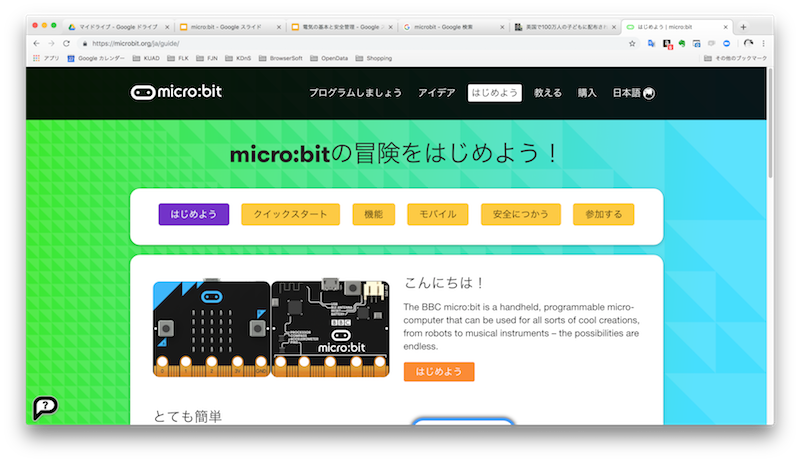 マイドライブ - Google ドライブ
micro:bit - Google スライド
電気の基本と安全管理 - Google
microbit - Google 検索
英国で100万人の子どもに配布され
はじめよう | micro:bit
https://microbit.org/ja/guide/
アプリ Google カレンダー KUAD FLK FJN KDnS BrowserSoft OpenData Shopping その他のブックマーク
micro:bit プログラムしましょう アイデア はじめよう 教える 購入 日本語
micro:bitの冒険をはじめよう！
はじめよう クイックスタート 機能 モバイル 安全につかう 参加する
こんにちは！
The BBC micro:bit is a handheld, programmable micro-
computer that can be used for all sorts of cool creations,
from robots to musical instruments – the possibilities are
endless.
はじめよう
BBC
micro:bit
0 1 2 3V GND
とても簡単